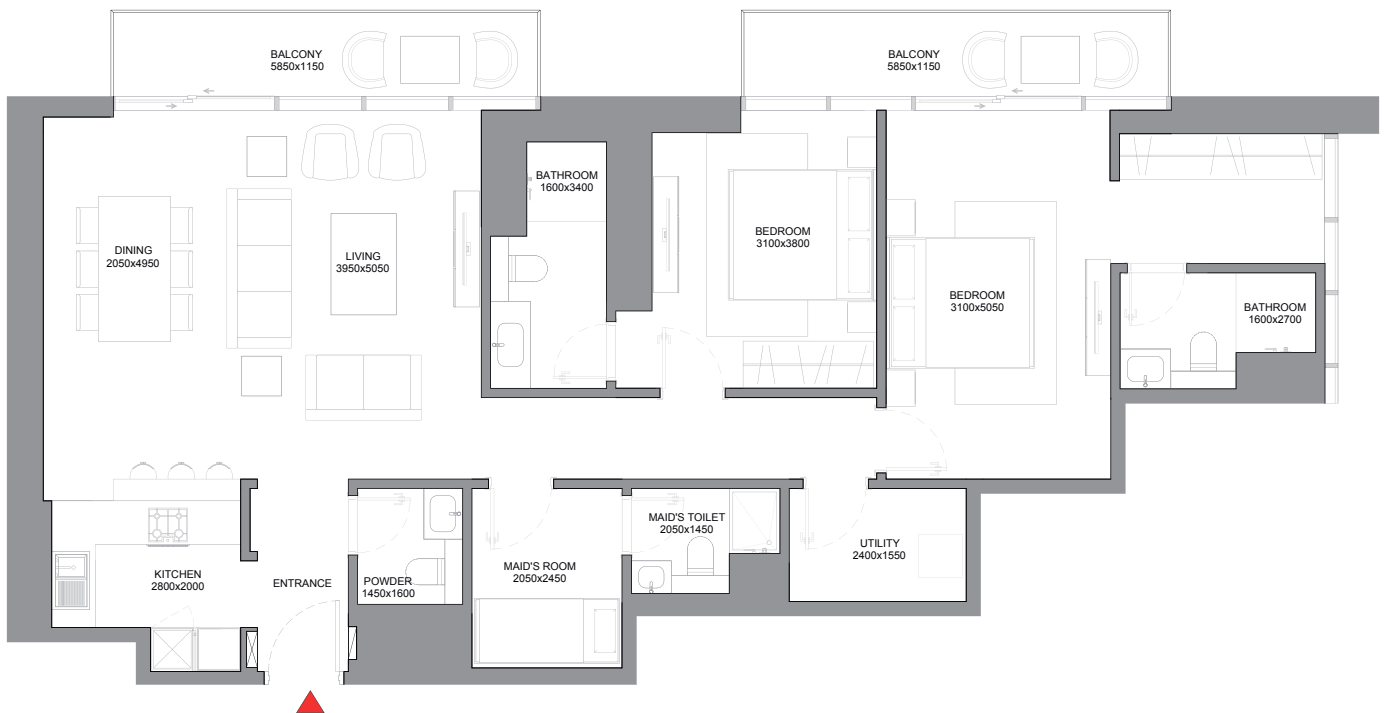 BALCONY
5850x1150
BALCONY
5850x1150
BATHROOM
1600x3400
DINING
2050x4950
LIVING
3950x5050
BEDROOM
3100x3800
BEDROOM
3100x5050
BATHROOM
1600x2700
KITCHEN
2800x2000
ENTRANCE
POWDER
1450x1600
MAID'S ROOM
2050x2450
MAID'S TOILET
2050x1450
UTILITY
2400x1550